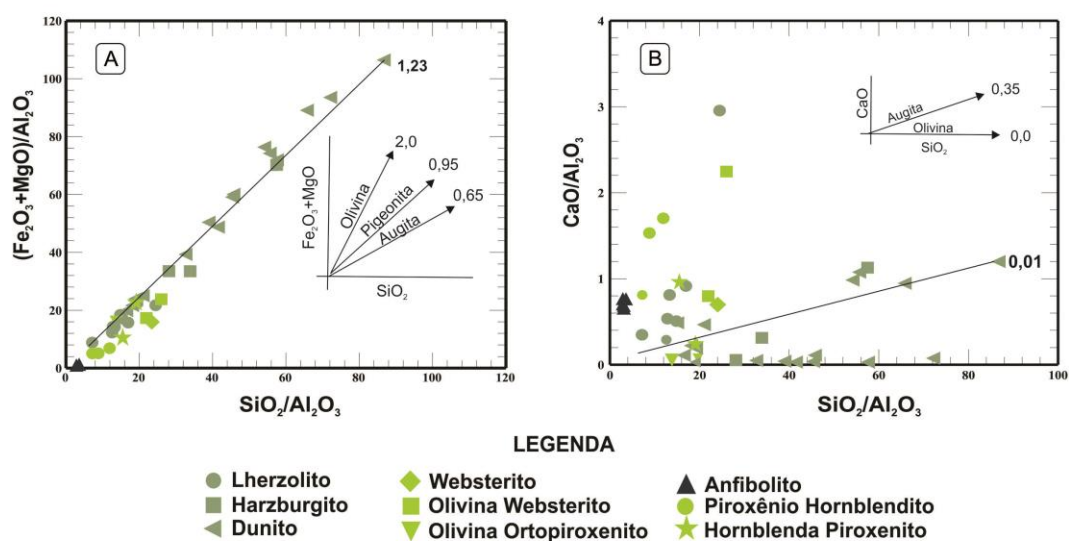 A
(Fe₂O₃+MgO)/Al₂O₃
120
100
80
60
40
20
0
0 20 40 60 80 100 120
SiO₂/Al₂O₃
1,23
Fe₂O₃+MgO
SiO₂
Olivina
2,0
Pigeonita
0,95
Augita
0,65
B
CaO/Al₂O₃
4
3
2
1
0
0 20 40 60 80 100
SiO₂/Al₂O₃
0,01
CaO
SiO₂
Augita
0,35
Olivina
0,0
LEGENDA
Lherzolito
Harzburgito
Dunito
Websterito
Olivina Websterito
Olivina Ortopiroxenito
Anfibolito
Piroxênio Hornblendito
Hornblenda Piroxenito